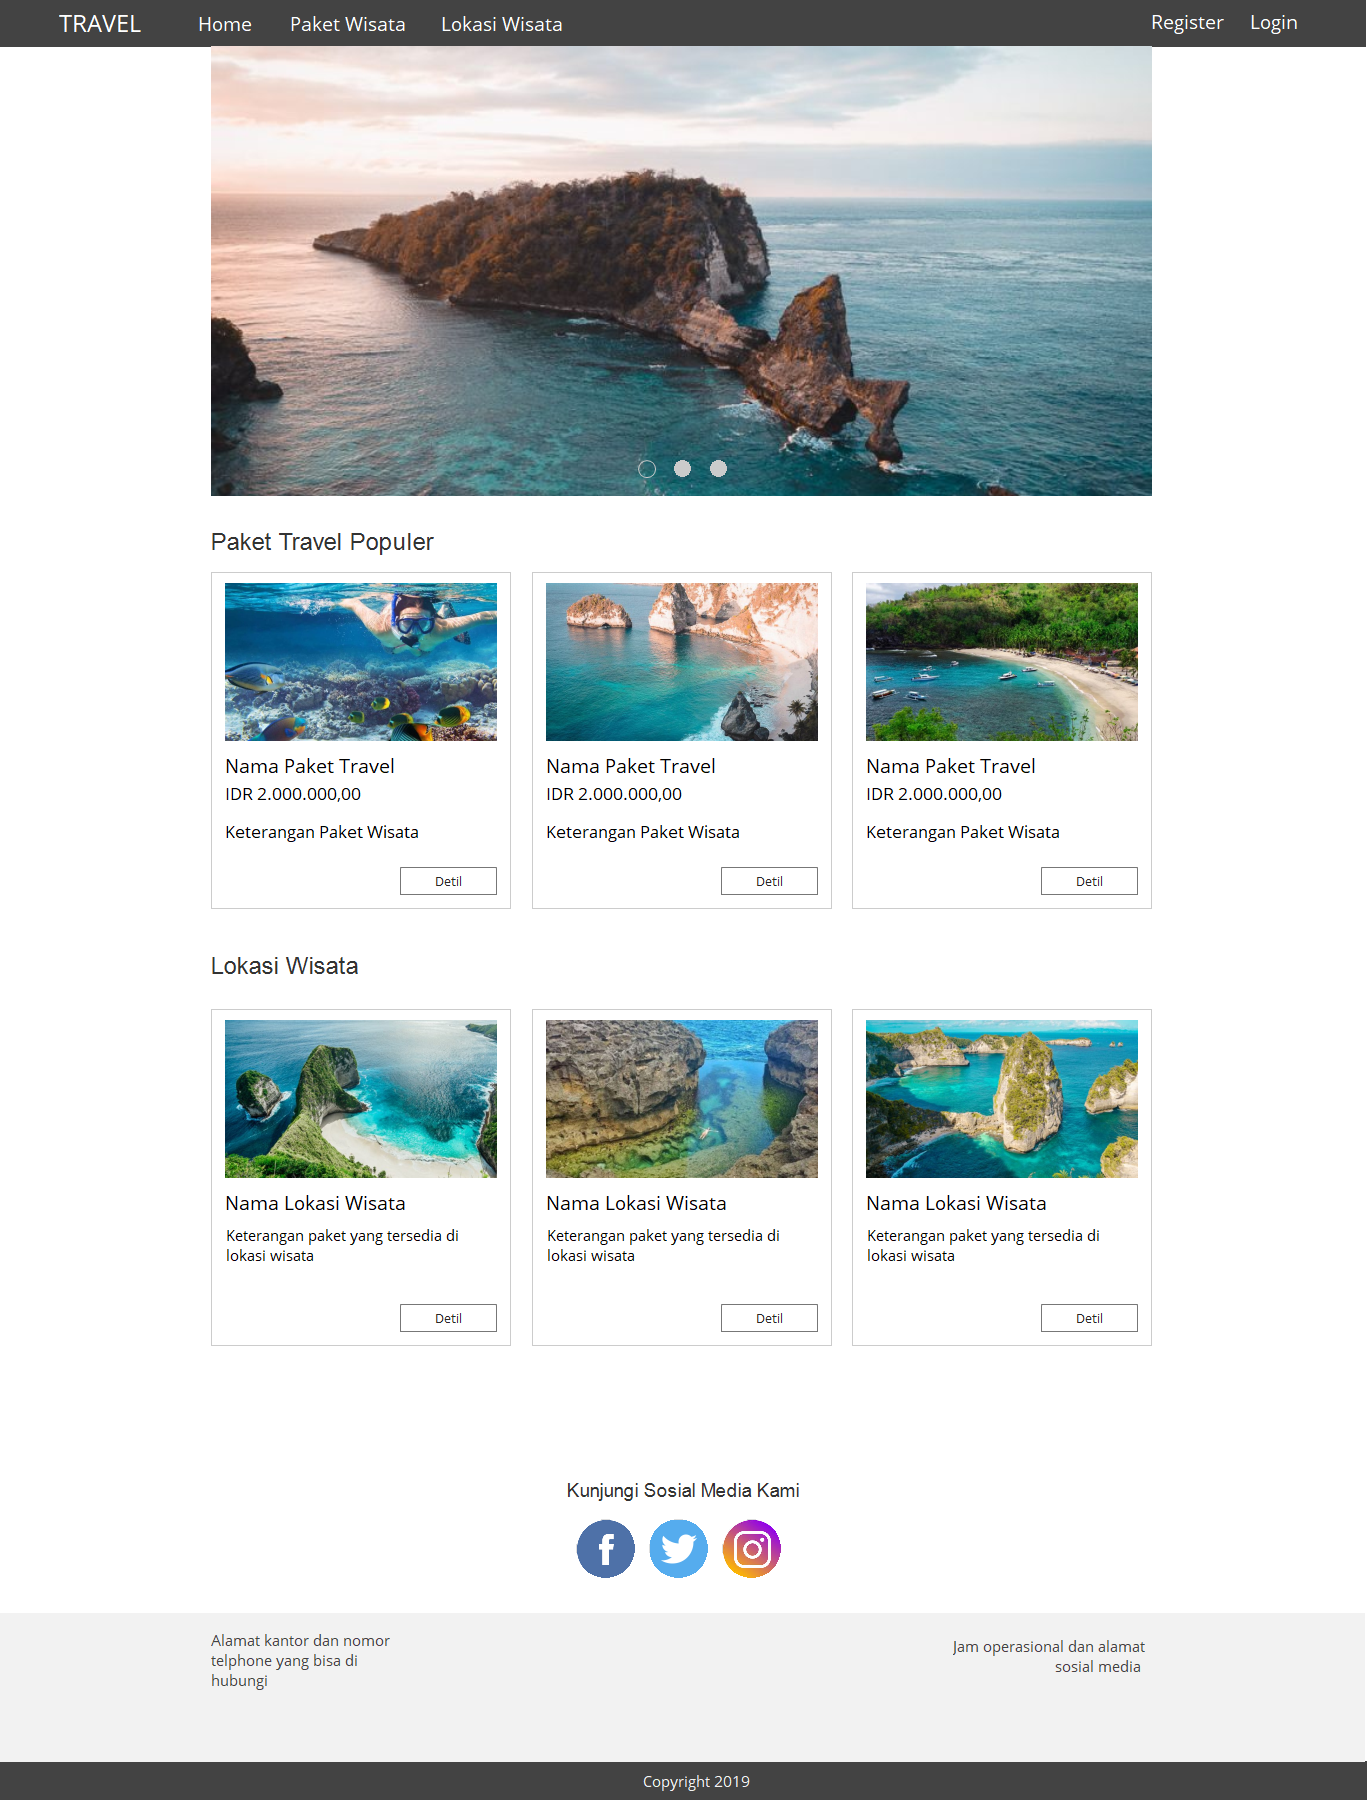 TRAVEL Home Paket Wisata Lokasi Wisata Register Login
Paket Travel Populer
Nama Paket Travel
IDR 2.000.000,00
Keterangan Paket Wisata
Detil
Nama Paket Travel
IDR 2.000.000,00
Keterangan Paket Wisata
Detil
Nama Paket Travel
IDR 2.000.000,00
Keterangan Paket Wisata
Detil
Lokasi Wisata
Nama Lokasi Wisata
Keterangan paket yang tersedia di
lokasi wisata
Detil
Nama Lokasi Wisata
Keterangan paket yang tersedia di
lokasi wisata
Detil
Nama Lokasi Wisata
Keterangan paket yang tersedia di
lokasi wisata
Detil
Kunjungi Sosial Media Kami
Alamat kantor dan nomor
telphone yang bisa di
hubungi
Jam operasional dan alamat
sosial media
Copyright 2019